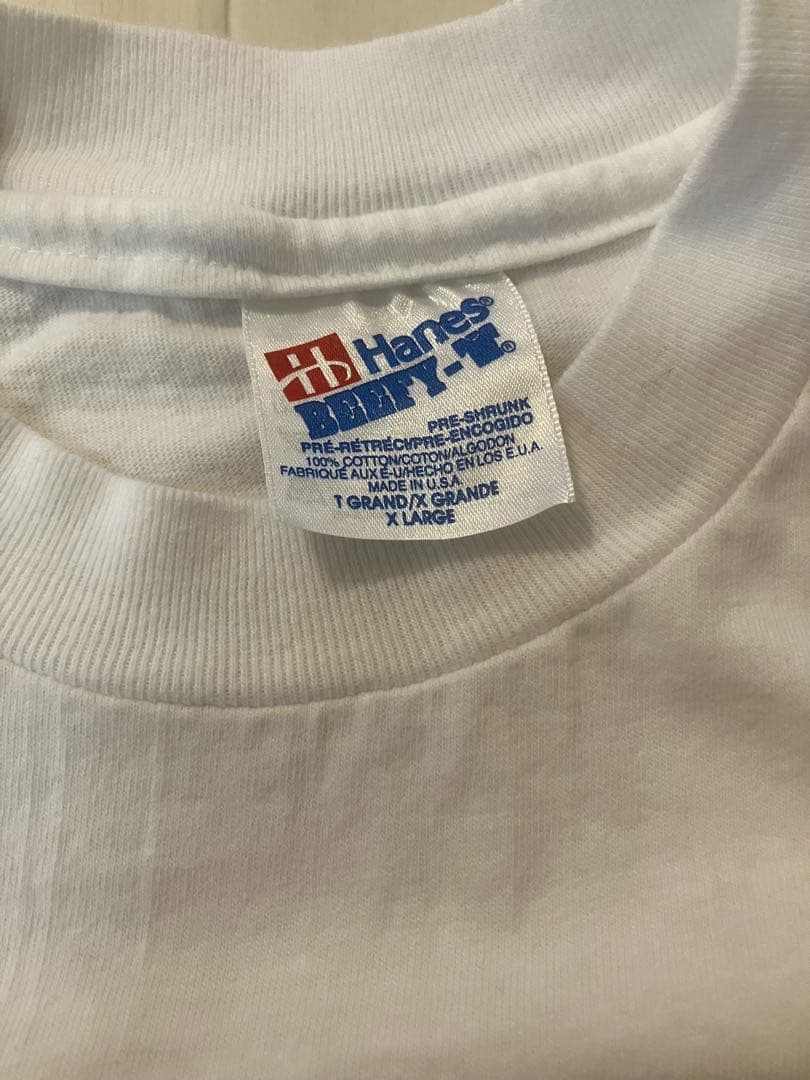 Hanes®
BEEFY-T®
PRE-SHRUNK
PRÉ-RÉTRÉCI/PRE-ENCOGIDO
100% COTTON/COTON/ALGODON
FABRIQUÉ AUX É-U/HECHO EN LOS E.U.A.
MADE IN U.S.A.
T GRAND/X GRANDE
X LARGE